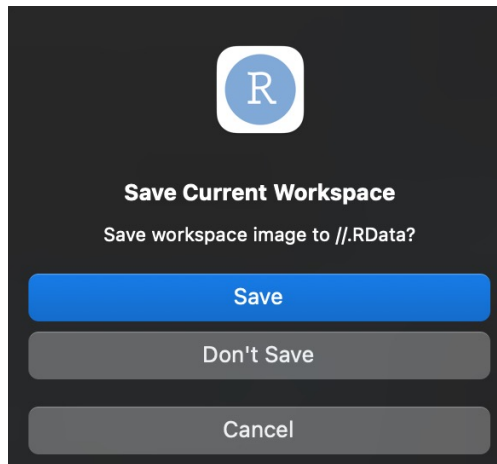 R
Save Current Workspace
Save workspace image to //.RData?
Save
Don't Save
Cancel